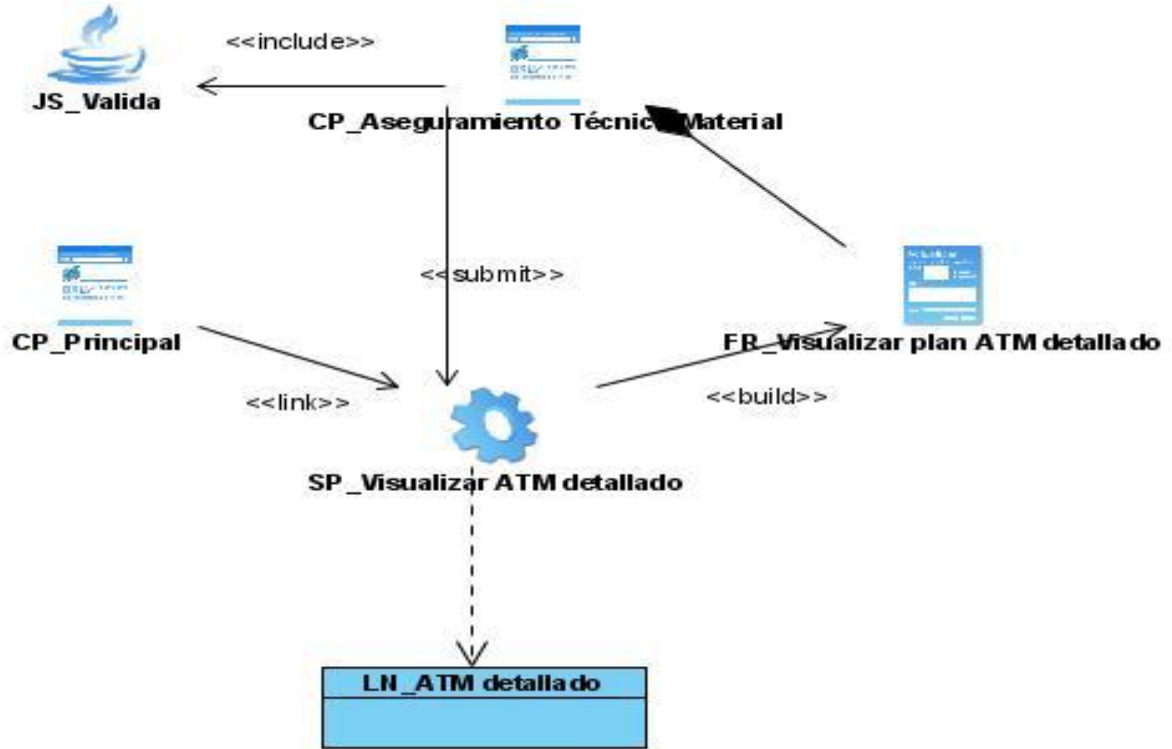 <<include>>
JS_Valida
CP_Aseguramiento Técnico Material
<<submit>>
CP_Principal
FR_Visualizar plan ATM detallado
<<link>>
<<build>>
SP_Visualizar ATM detallado
LN_ATM detallado